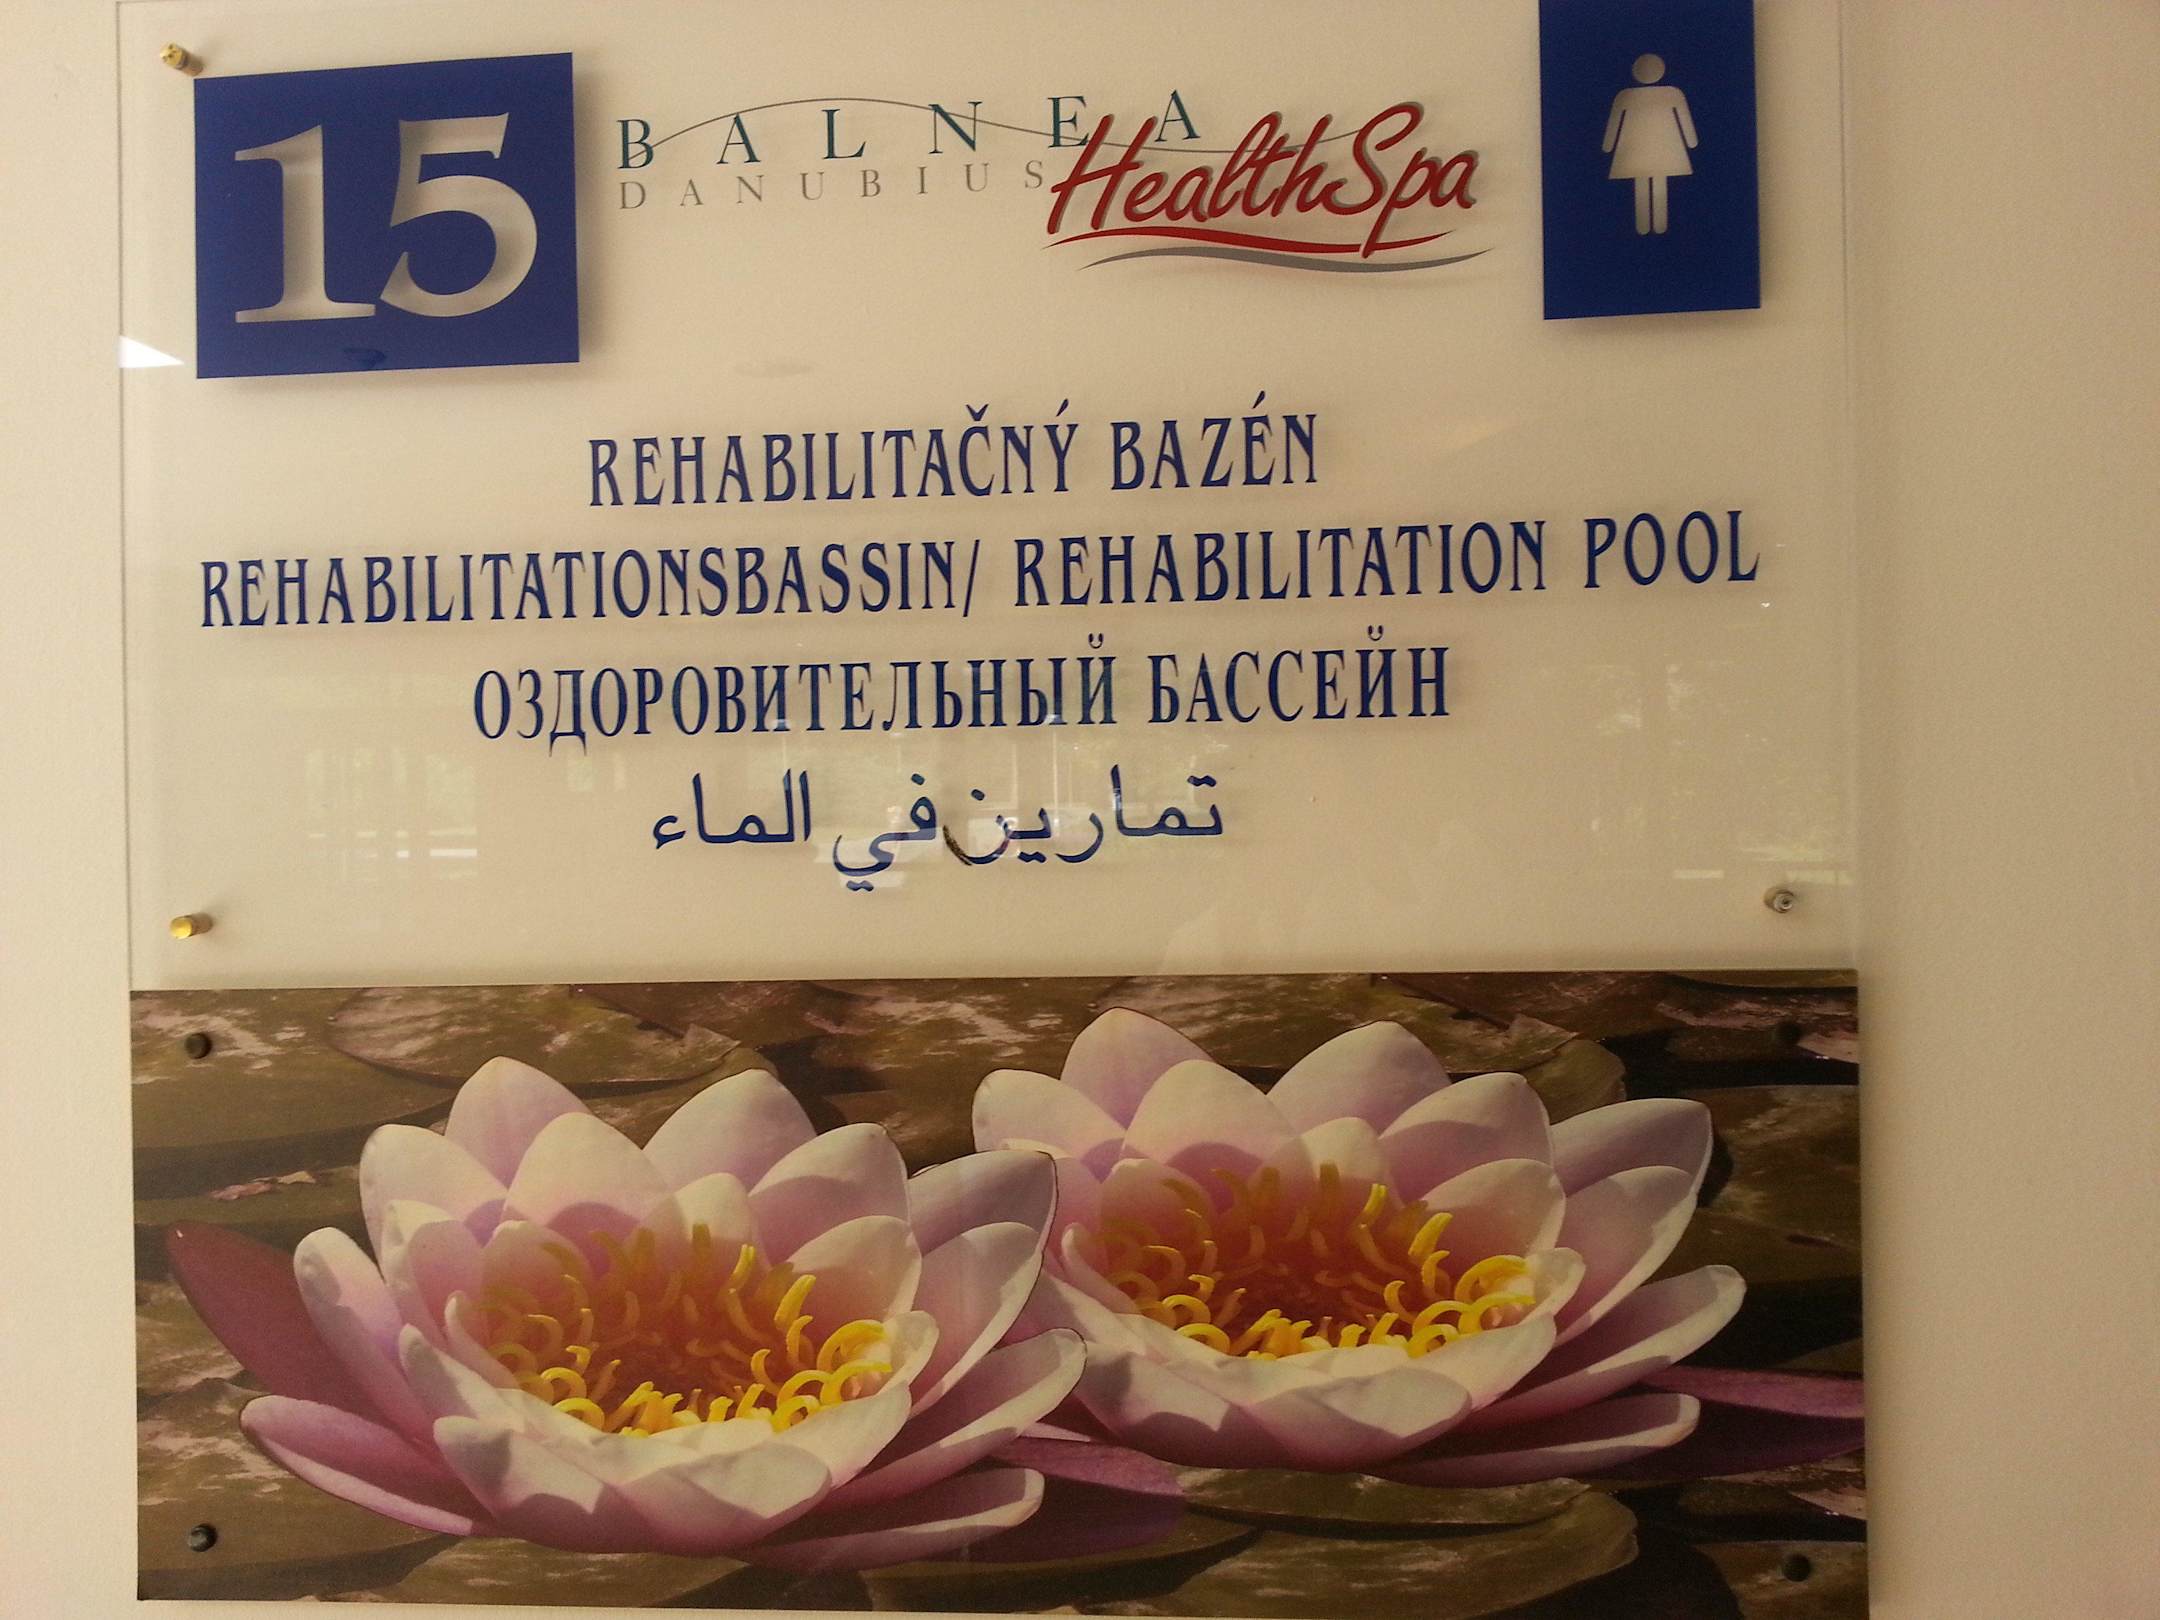 15
BALNEA
DANUBIUS
HealthSpa
REHABILITAČNÝ BAZÉN
REHABILITATIONSBASSIN/ REHABILITATION POOL
ОЗДОРОВИТЕЛЬНЫЙ БАССЕЙН
تمارين في الماء